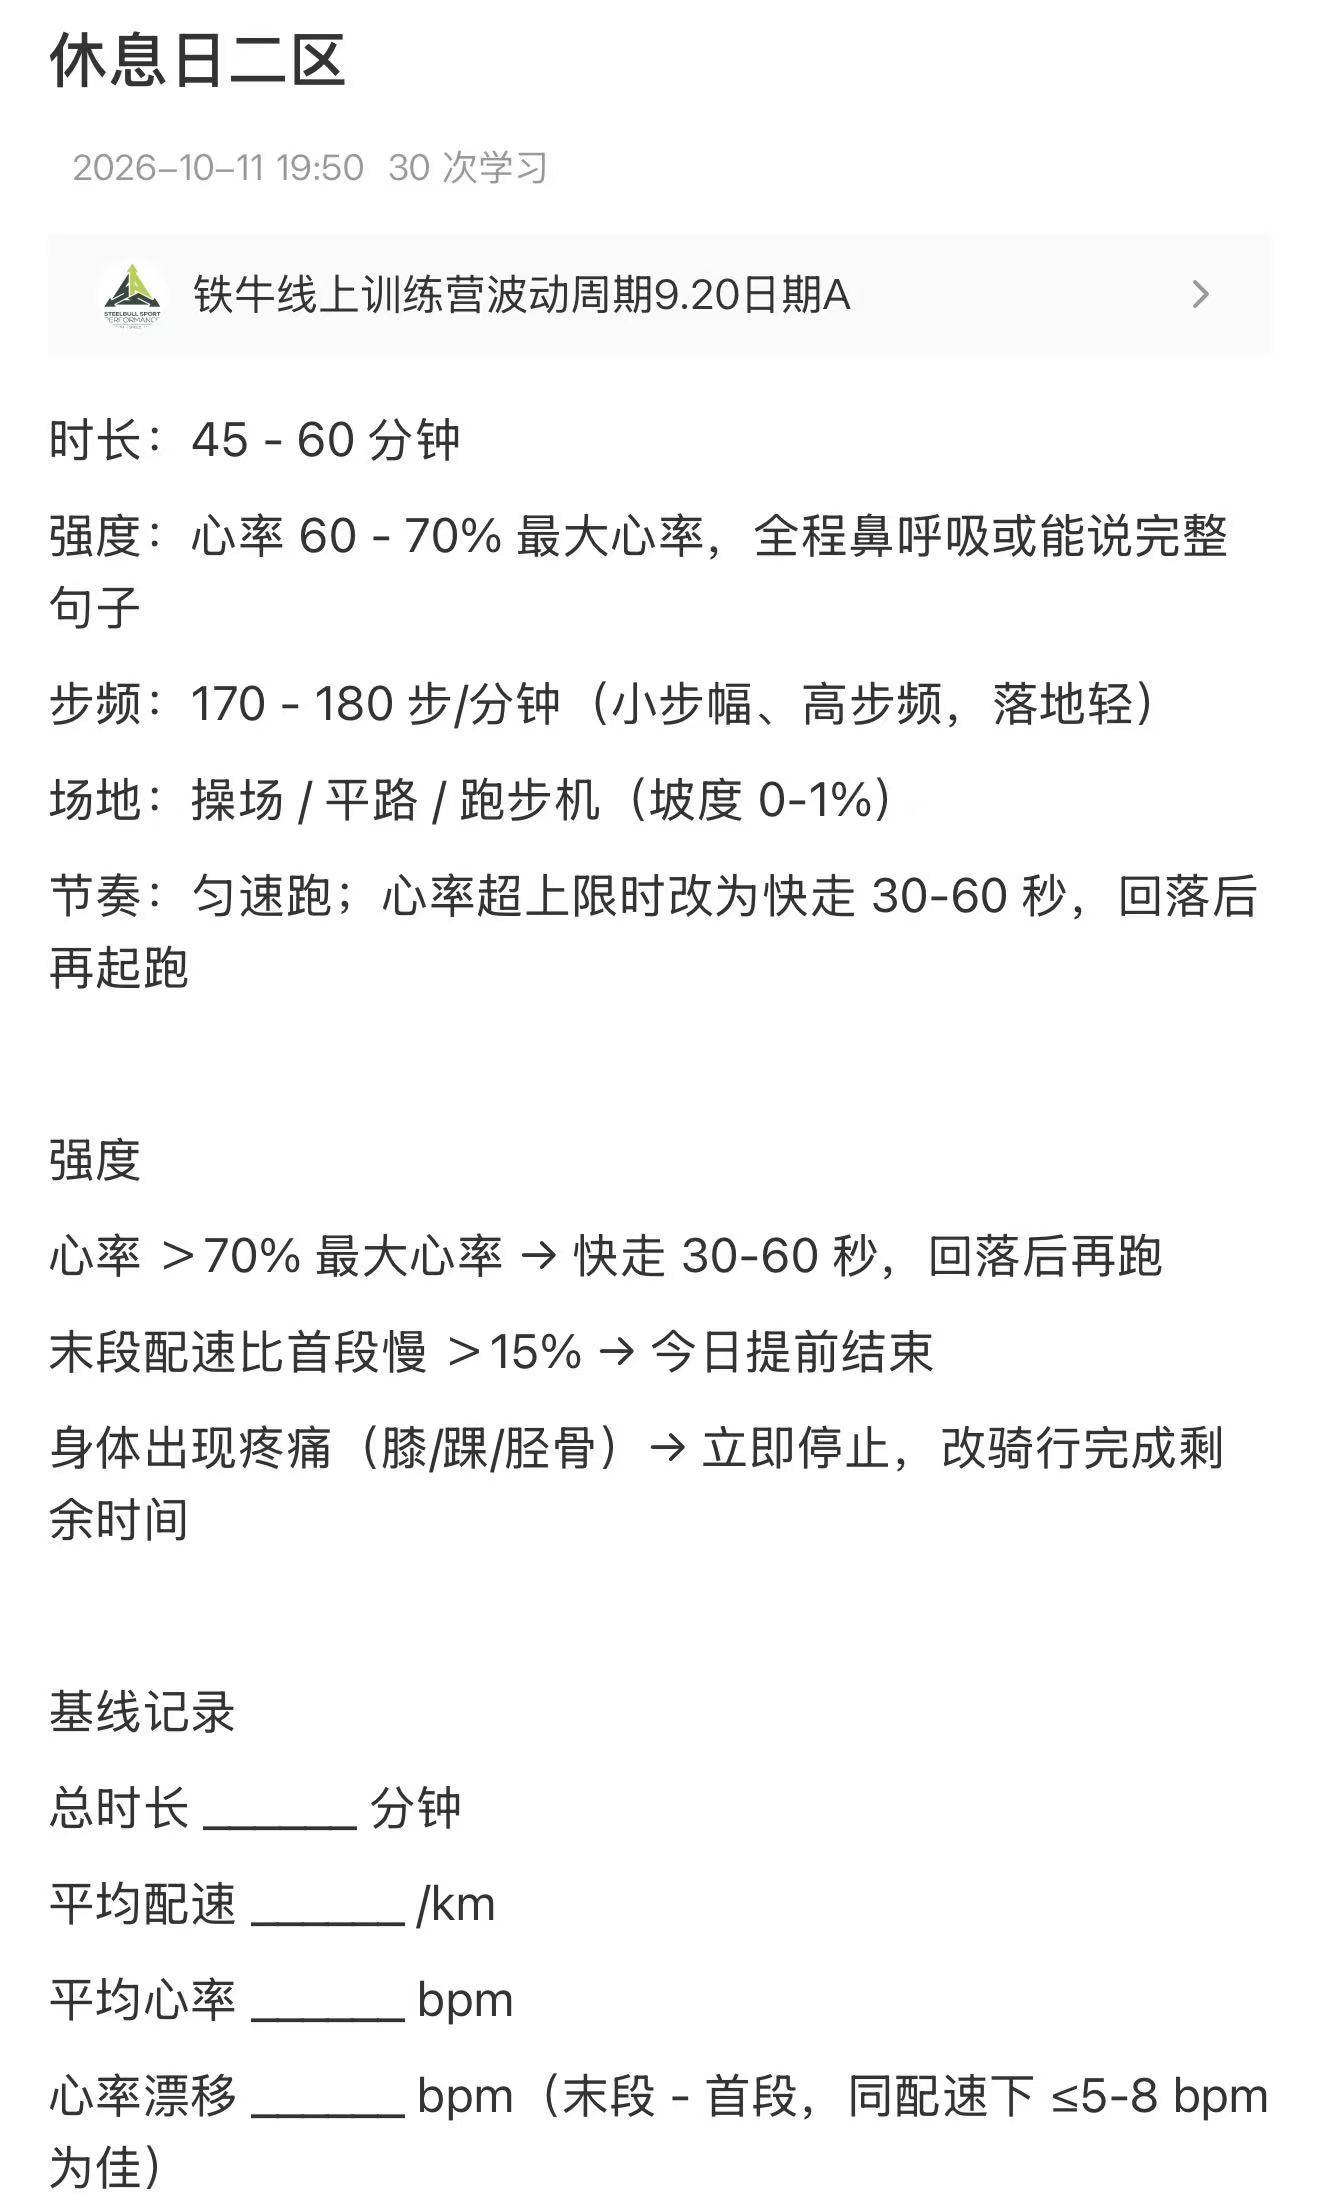 休息日二区
2026-10-11 19:50 30 次学习
STEELBULL SPORT
PERFORMANCE
铁牛线上训练营波动周期9.20日期A
时长：45 - 60 分钟
强度：心率 60 - 70% 最大心率，全程鼻呼吸或能说完整
句子
步频：170 - 180 步/分钟（小步幅、高步频，落地轻）
场地：操场 / 平路 / 跑步机（坡度 0-1%）
节奏：匀速跑；心率超上限时改为快走 30-60 秒，回落后
再起跑
强度
心率 ＞70% 最大心率 → 快走 30-60 秒，回落后再跑
末段配速比首段慢 ＞15% → 今日提前结束
身体出现疼痛（膝/踝/胫骨）→ 立即停止，改骑行完成剩
余时间
基线记录
总时长 ______ 分钟
平均配速 ______ /km
平均心率 ______ bpm
心率漂移 ______ bpm（末段 - 首段，同配速下 ≤5-8 bpm
为佳）